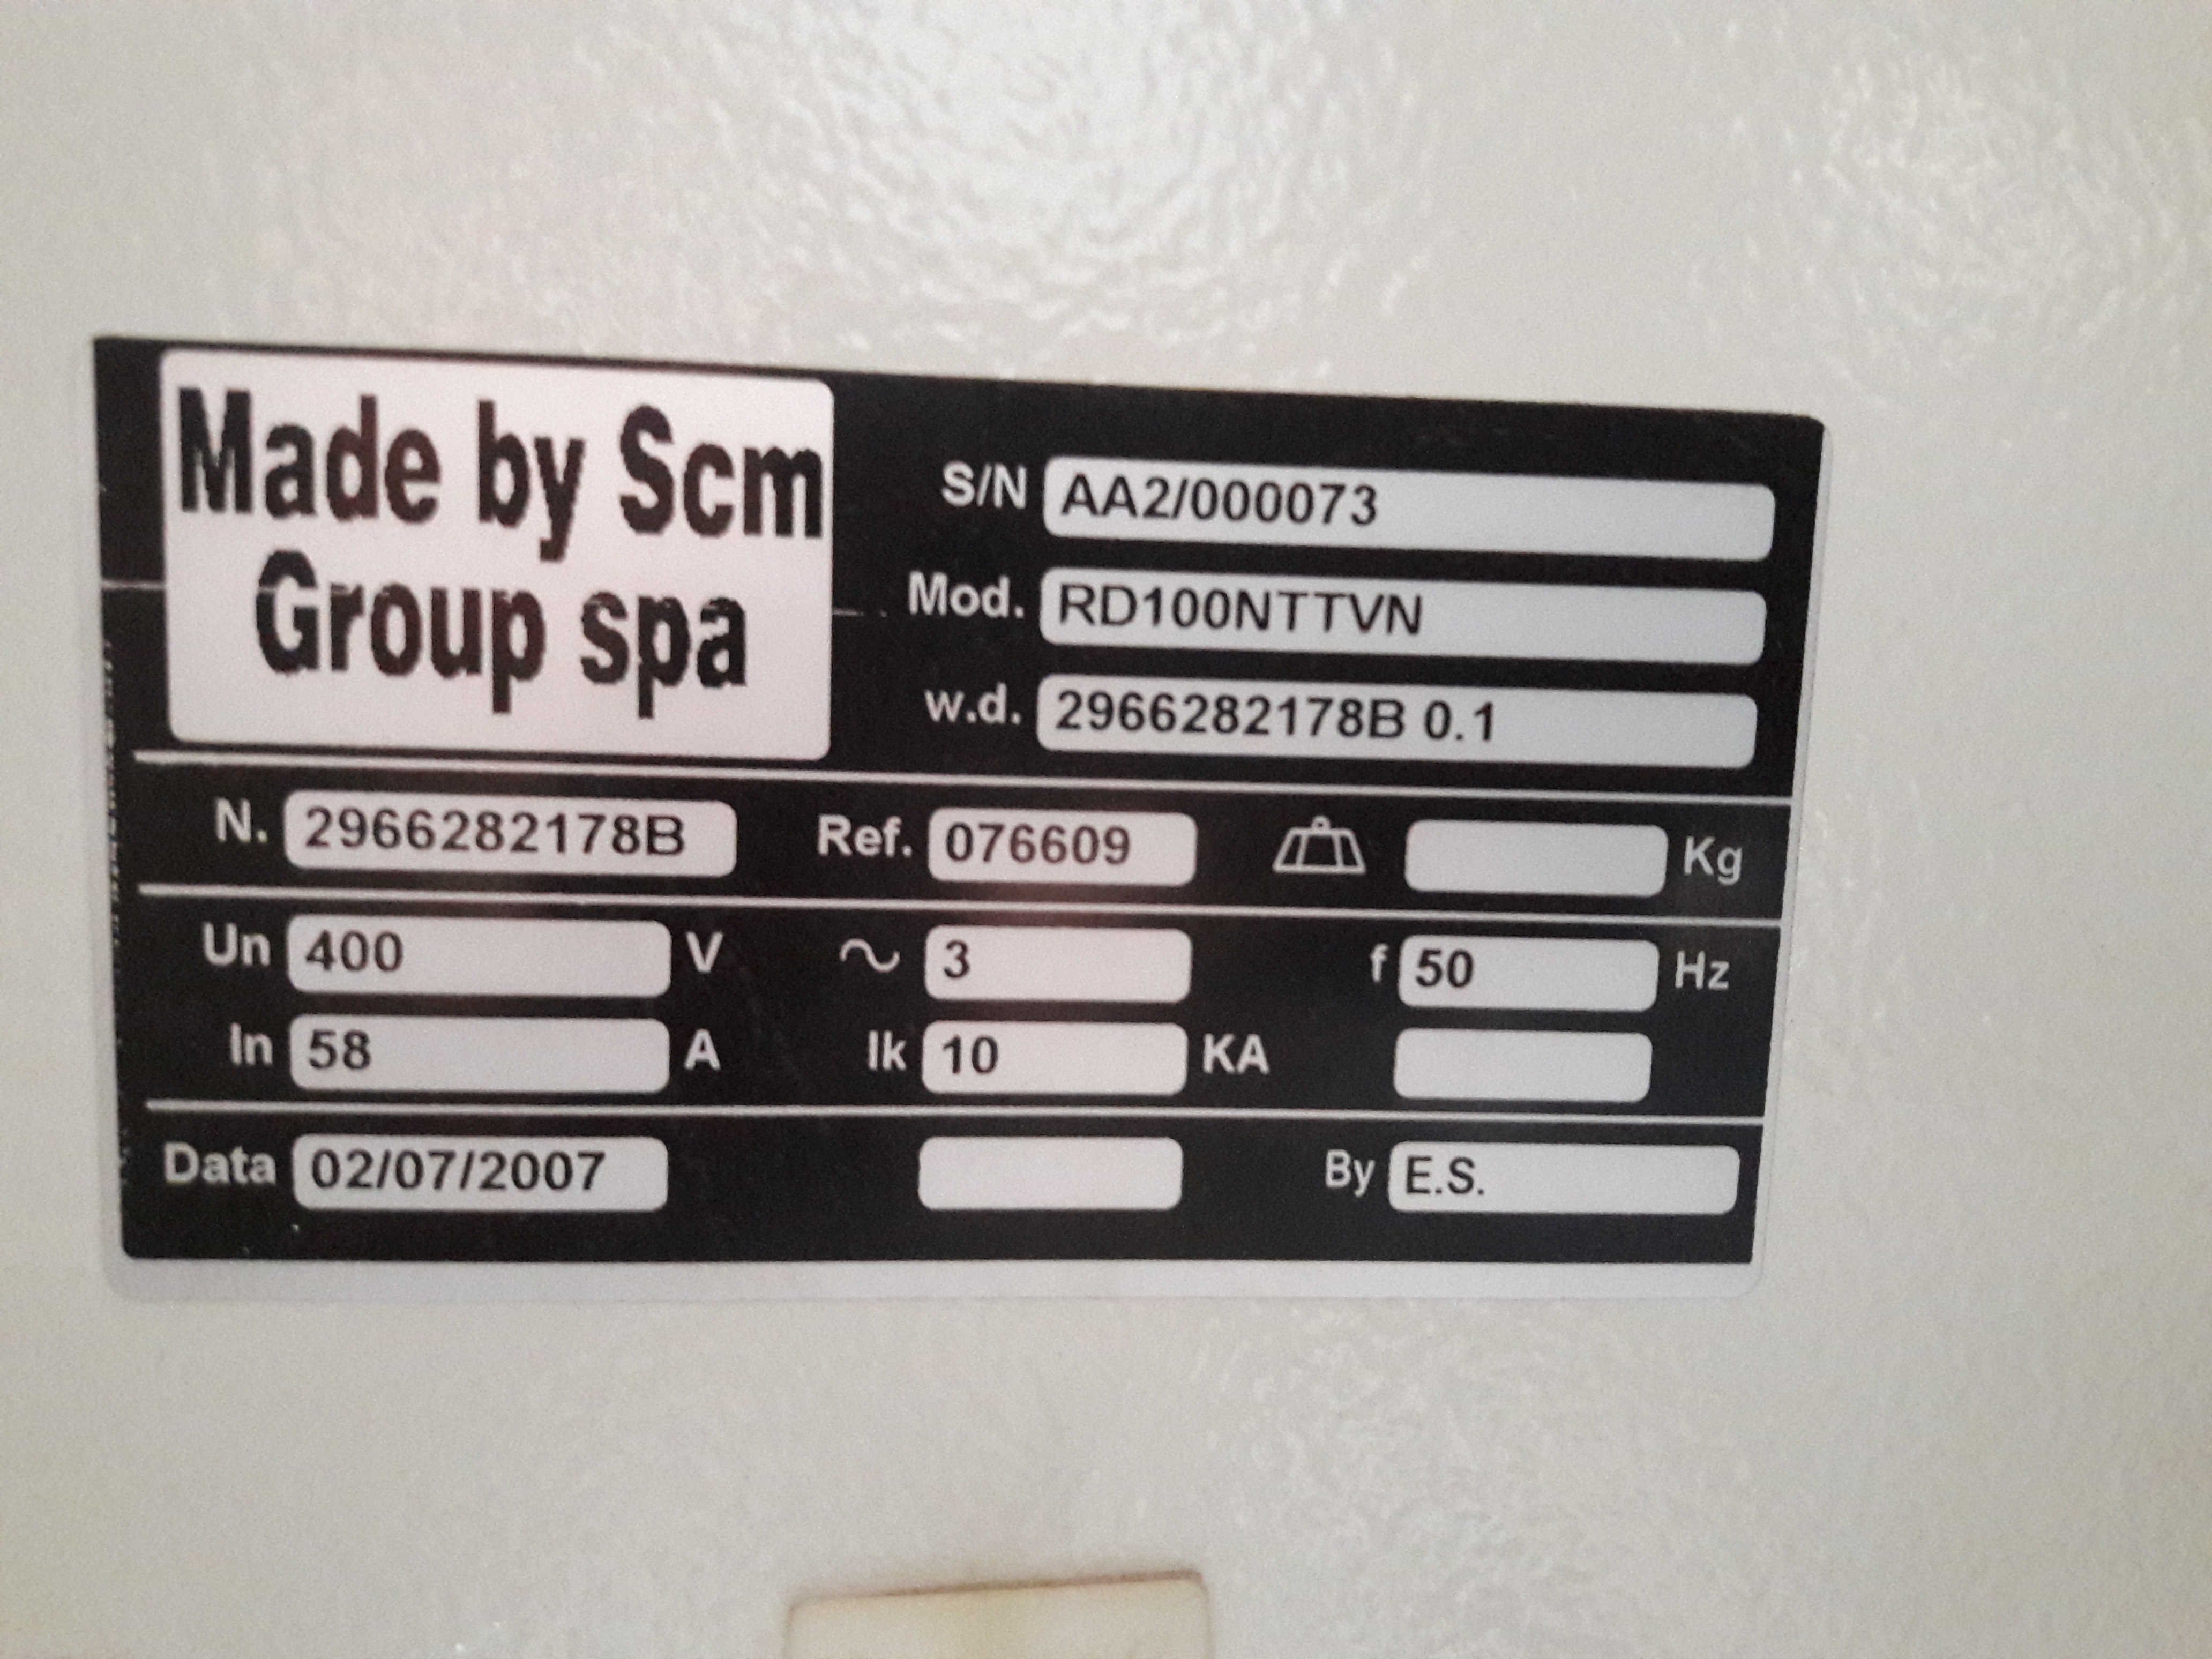 Made by Scm
Group spa
S/N AA2/000073
Mod. RD100NTTVN
w.d. 2966282178B 0.1
N. 2966282178B Ref. 076609 Kg
Un 400 V ~ 3 f 50 Hz
In 58 A Ik 10 KA
Data 02/07/2007 By E.S.